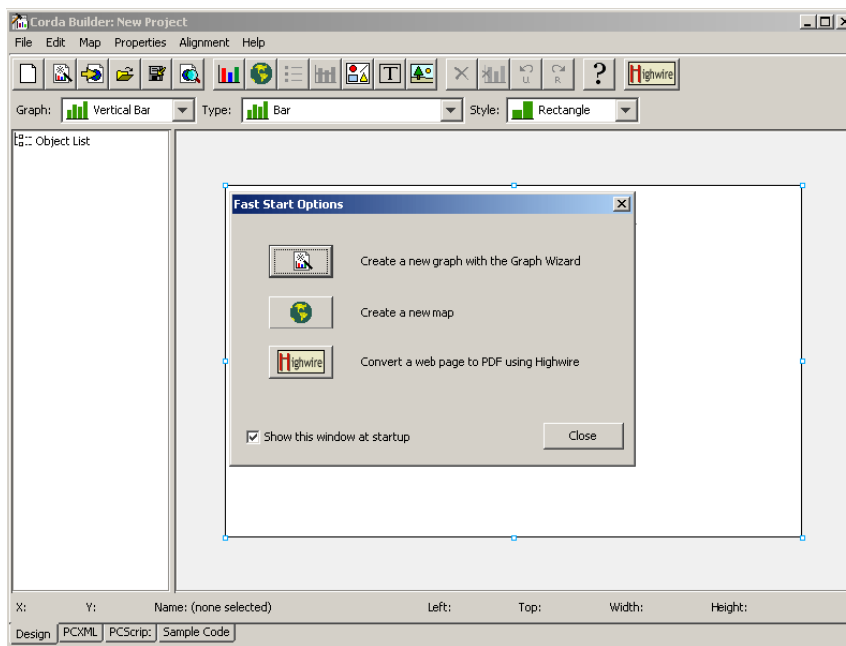 Corda Builder: New Project
File Edit Map Properties Alignment Help
T U R ? Highwire
Graph: Vertical Bar Type: Bar Style: Rectangle
Object List
Fast Start Options
Create a new graph with the Graph Wizard
Create a new map
Highwire Convert a web page to PDF using Highwire
Show this window at startup Close
X: Y: Name: (none selected) Left: Top: Width: Height:
Design PCXML PCScrip: Sample Code